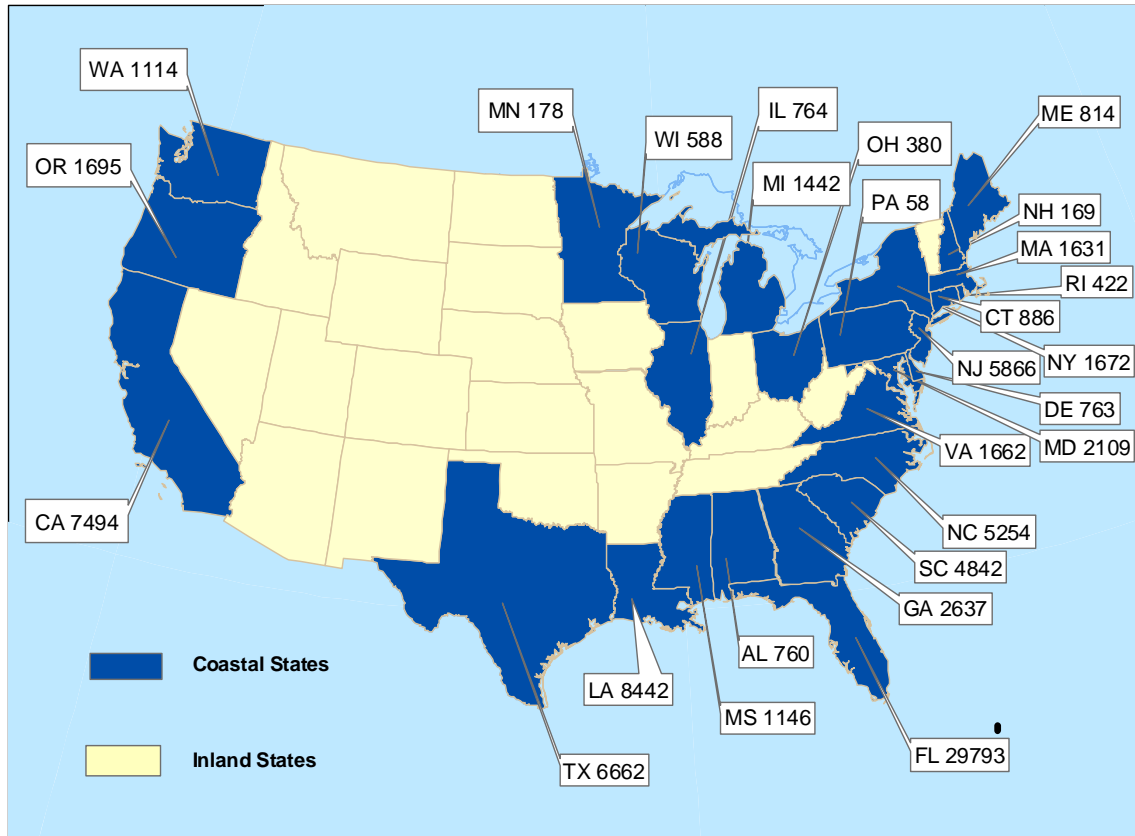 WA 1114
OR 1695
CA 7494
MN 178
WI 588
IL 764
MI 1442
OH 380
PA 58
ME 814
NH 169
MA 1631
RI 422
CT 886
NY 1672
NJ 5866
DE 763
MD 2109
VA 1662
NC 5254
SC 4842
GA 2637
AL 760
MS 1146
LA 8442
TX 6662
FL 29793
Coastal States
Inland States